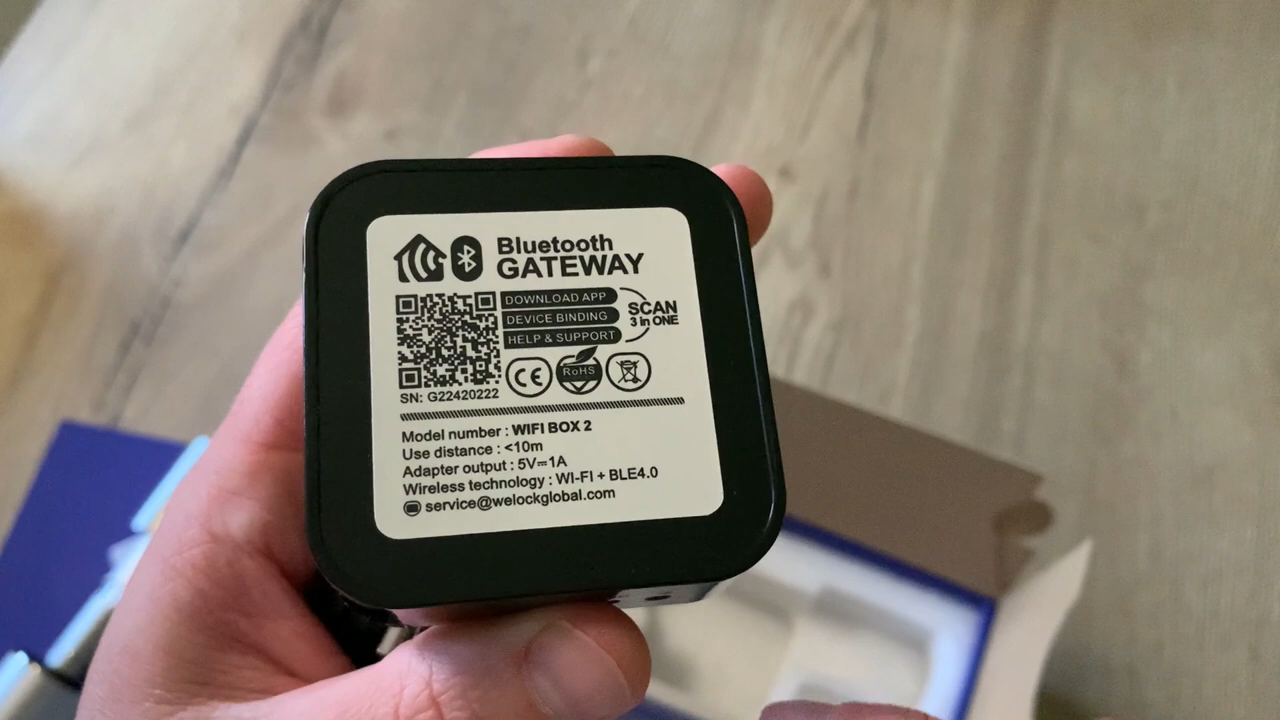 Bluetooth
GATEWAY
DOWNLOAD APP
DEVICE BINDING
HELP & SUPPORT
SCAN
3 in ONE
CE
RoHS
SN: G22420222
Model number : WIFI BOX 2
Use distance : <10m
Adapter output : 5V⎓1A
Wireless technology : WI-FI + BLE4.0
service@welockglobal.com